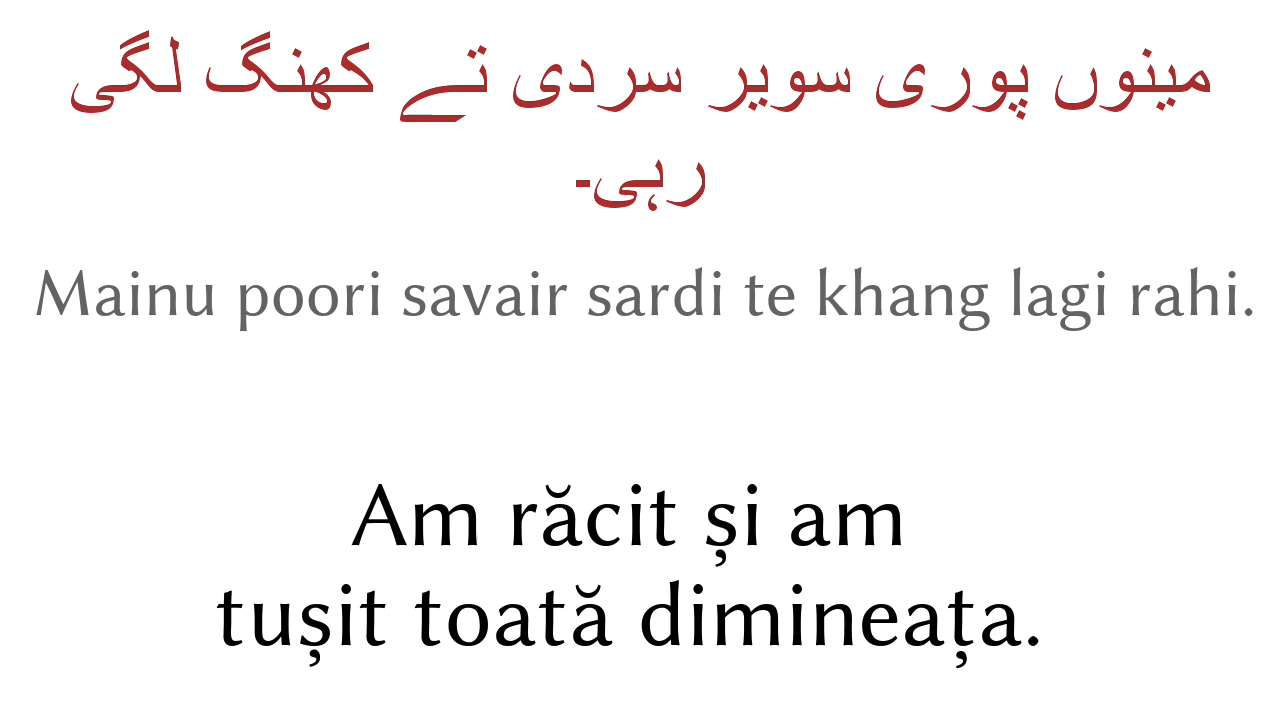 مینوں پوری سویر سردی تے کھنگ لگی
رہی۔
Mainu poori savair sardi te khang lagi rahi.
Am răcit și am
tușit toată dimineața.